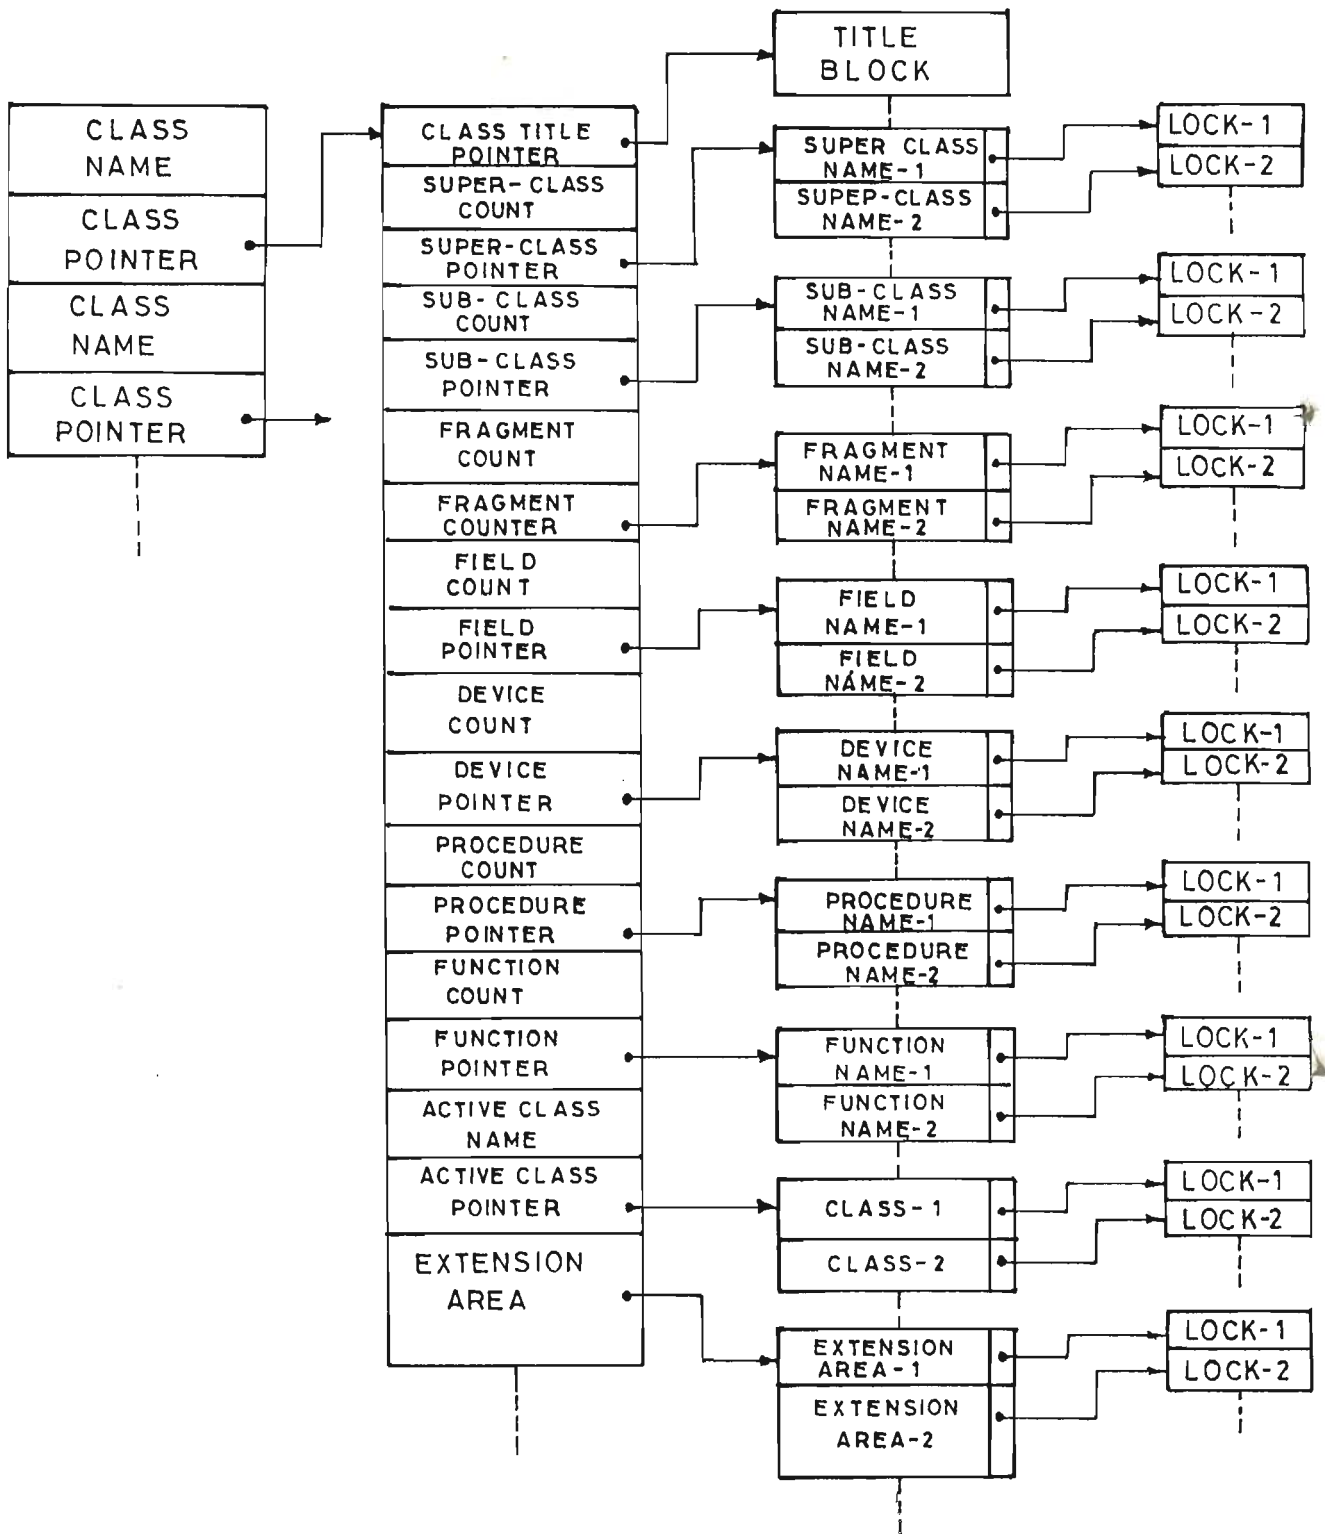 CLASS
NAME
CLASS
POINTER
CLASS
NAME
CLASS
POINTER
CLASS TITLE
POINTER
SUPER-CLASS
COUNT
SUPER-CLASS
POINTER
SUB-CLASS
COUNT
SUB-CLASS
POINTER
FRAGMENT
COUNT
FRAGMENT
COUNTER
FIELD
COUNT
FIELD
POINTER
DEVICE
COUNT
DEVICE
POINTER
PROCEDURE
COUNT
PROCEDURE
POINTER
FUNCTION
COUNT
FUNCTION
POINTER
ACTIVE CLASS
NAME
ACTIVE CLASS
POINTER
EXTENSION
AREA
TITLE
BLOCK
SUPER CLASS
NAME-1
SUPEP-CLASS
NAME-2
SUB-CLASS
NAME-1
SUB-CLASS
NAME-2
FRAGMENT
NAME-1
FRAGMENT
NAME-2
FIELD
NAME-1
FIELD
NAME-2
DEVICE
NAME-1
DEVICE
NAME-2
PROCEDURE
NAME-1
PROCEDURE
NAME-2
FUNCTION
NAME-1
FUNCTION
NAME-2
CLASS-1
CLASS-2
EXTENSION
AREA-1
EXTENSION
AREA-2
LOCK-1
LOCK-2
LOCK-1
LOCK-2
LOCK-1
LOCK-2
LOCK-1
LOCK-2
LOCK-1
LOCK-2
LOCK-1
LOCK-2
LOCK-1
LOCK-2
LOCK-1
LOCK-2
LOCK-1
LOCK-2